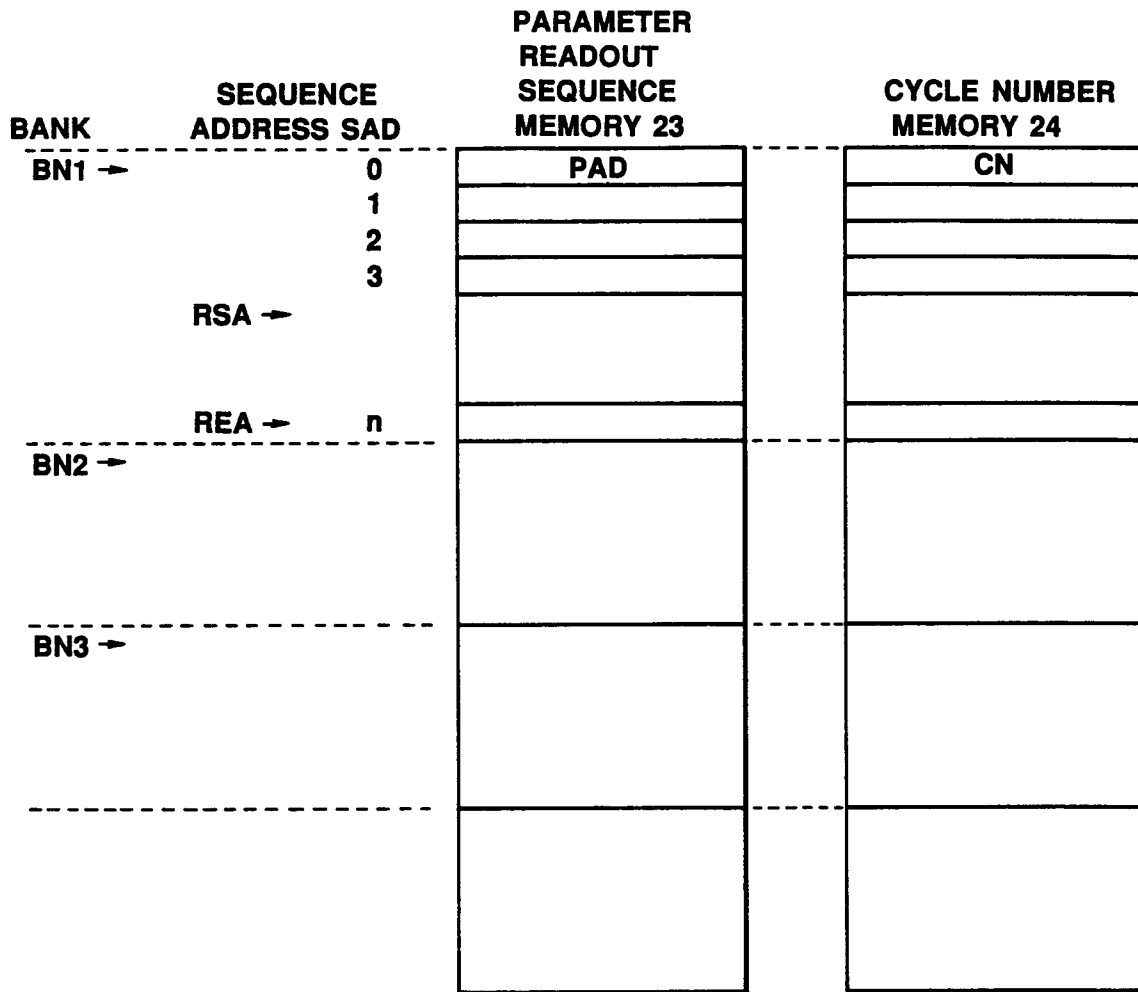 PARAMETER
READOUT
SEQUENCE
MEMORY 23
CYCLE NUMBER
MEMORY 24
BANK
SEQUENCE
ADDRESS SAD
BN1 → 0 PAD CN
1
2
3
RSA →
REA → n
BN2 →
BN3 →